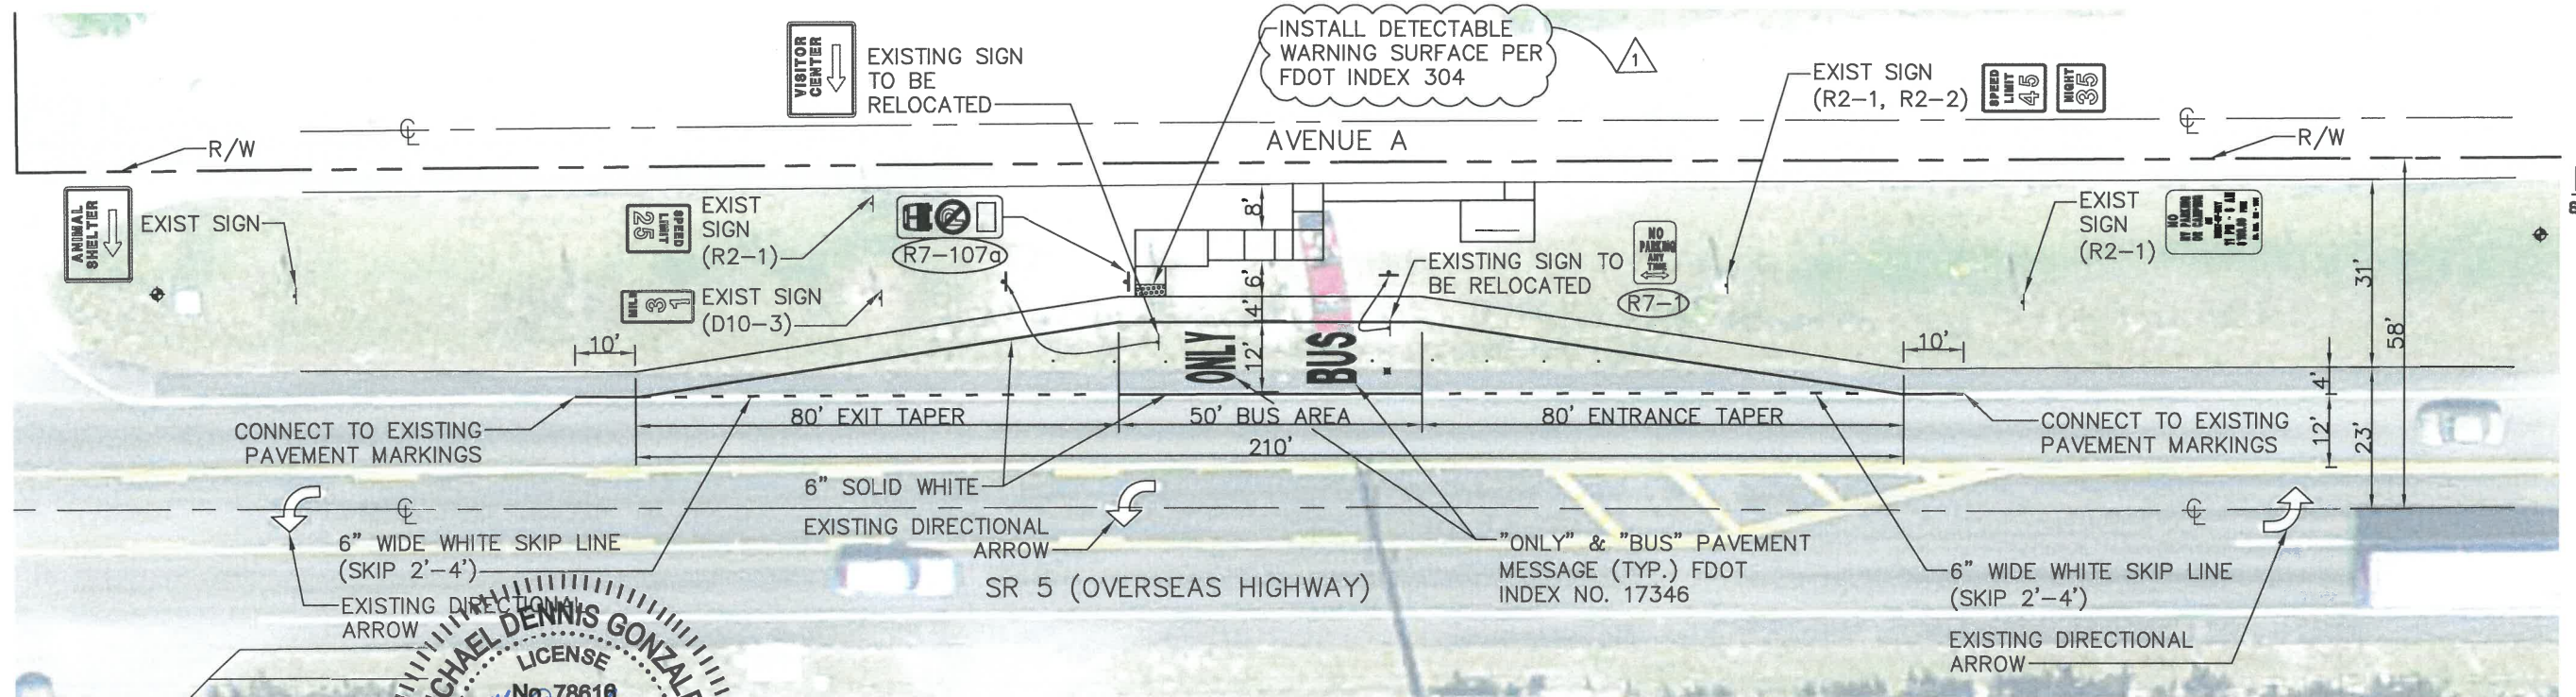 VISITOR
CENTER
EXISTING SIGN
TO BE
RELOCATED
INSTALL DETECTABLE
WARNING SURFACE PER
FDOT INDEX 304
1
EXIST SIGN
(R2-1, R2-2)
SPEED
LIMIT
45
NIGHT
35
R/W
℄
AVENUE A
℄
R/W
ANIMAL
SHELTER
EXIST SIGN
SPEED
LIMIT
25
EXIST
SIGN
(R2-1)
R7-107a
MILE
31
EXIST SIGN
(D10-3)
8'
6'
4'
12'
EXISTING SIGN TO
BE RELOCATED
NO
PARKING
ANY
TIME
R7-1
EXIST
SIGN
(R2-1)
NO
31'
58'
4'
12'
23'
10'
ONLY
BUS
10'
CONNECT TO EXISTING
PAVEMENT MARKINGS
80' EXIT TAPER
50' BUS AREA
80' ENTRANCE TAPER
210'
CONNECT TO EXISTING
PAVEMENT MARKINGS
6" SOLID WHITE
℄
EXISTING DIRECTIONAL
ARROW
℄
6" WIDE WHITE SKIP LINE
(SKIP 2'-4')
"ONLY" & "BUS" PAVEMENT
MESSAGE (TYP.) FDOT
INDEX NO. 17346
SR 5 (OVERSEAS HIGHWAY)
6" WIDE WHITE SKIP LINE
(SKIP 2'-4')
EXISTING DIRECTIONAL
ARROW
EXISTING DIRECTIONAL
ARROW
DENNIS
LICENSE
No 78616